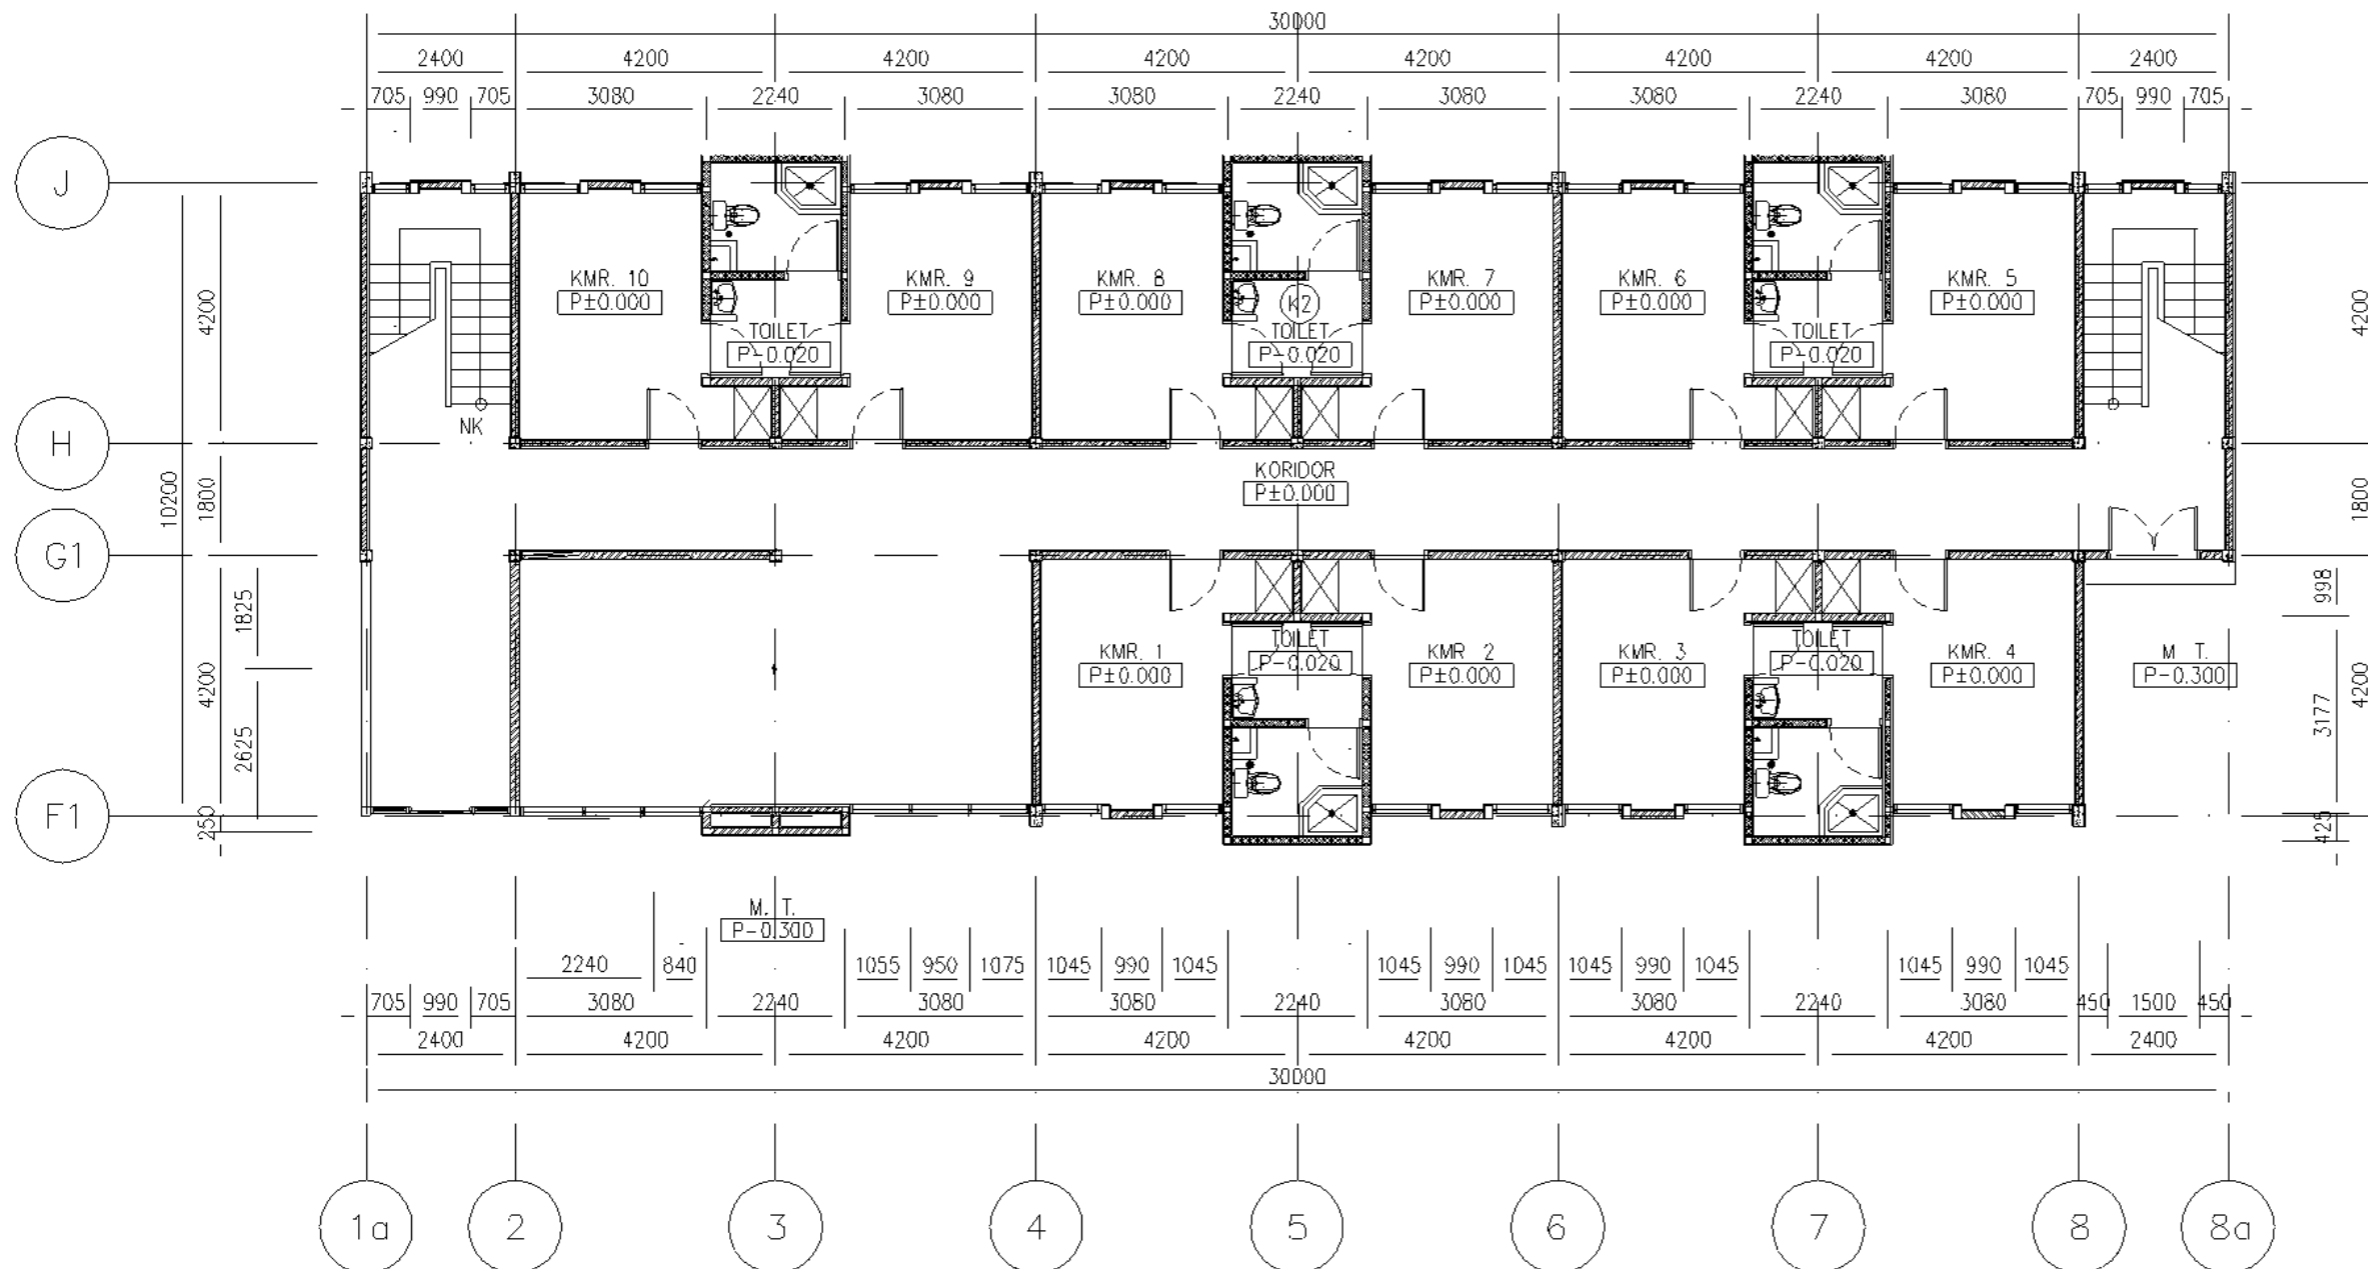 30000
2400 4200 4200 4200 4200 4200 4200 2400
705 990 705 3080 2240 3080 3080 2240 3080 3080 2240 3080 705 990 705
J
KMR. 10 KMR. 9 KMR. 8 KMR. 7 KMR. 6 KMR. 5
P±0.000 P±0.000 P±0.000 P±0.000 P±0.000 P±0.000
K2
4200 4200
TOILET TOILET TOILET
P-0.020 P-0.020 P-0.020
NK
H
KORIDOR
P±0.000
10200 1800 1800
G1
1825 998
TOILET TOILET
KMR. 1 KMR 2 KMR. 3 KMR. 4 M T.
P-0.020 P-0.020
P±0.000 P±0.000 P±0.000 P±0.000 P-0.300
4200 4200
2625 3177
F1
250 425
M. T.
P-0.300
2240 840 1055 950 1075 1045 990 1045 1045 990 1045 1045 990 1045 1045 990 1045
705 990 705 3080 2240 3080 3080 2240 3080 3080 2240 3080 450 1500 450
2400 4200 4200 4200 4200 4200 4200 2400
30000
1a 2 3 4 5 6 7 8 8a